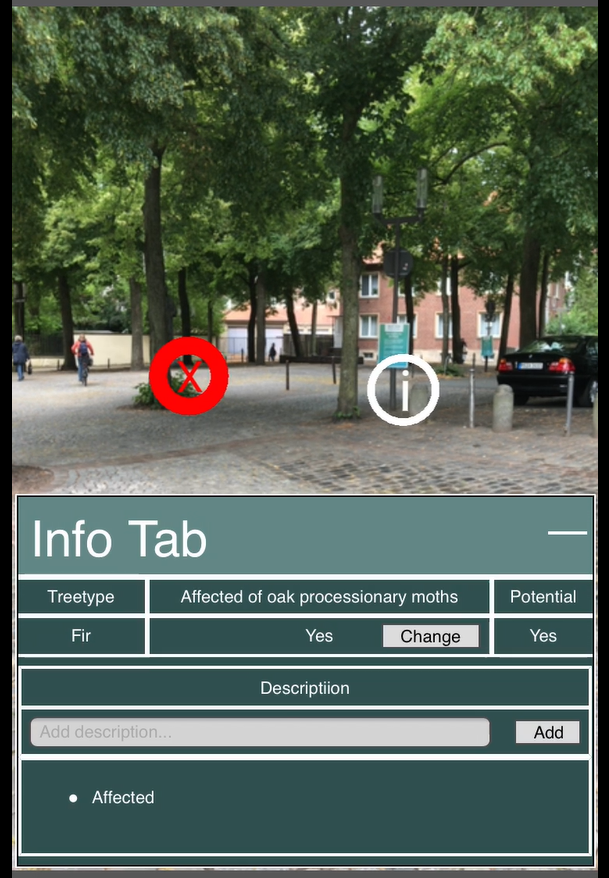 X
i
Info Tab
Treetype Affected of oak processionary moths Potential
Fir Yes Change Yes
Descriptiion
Add description... Add
Affected